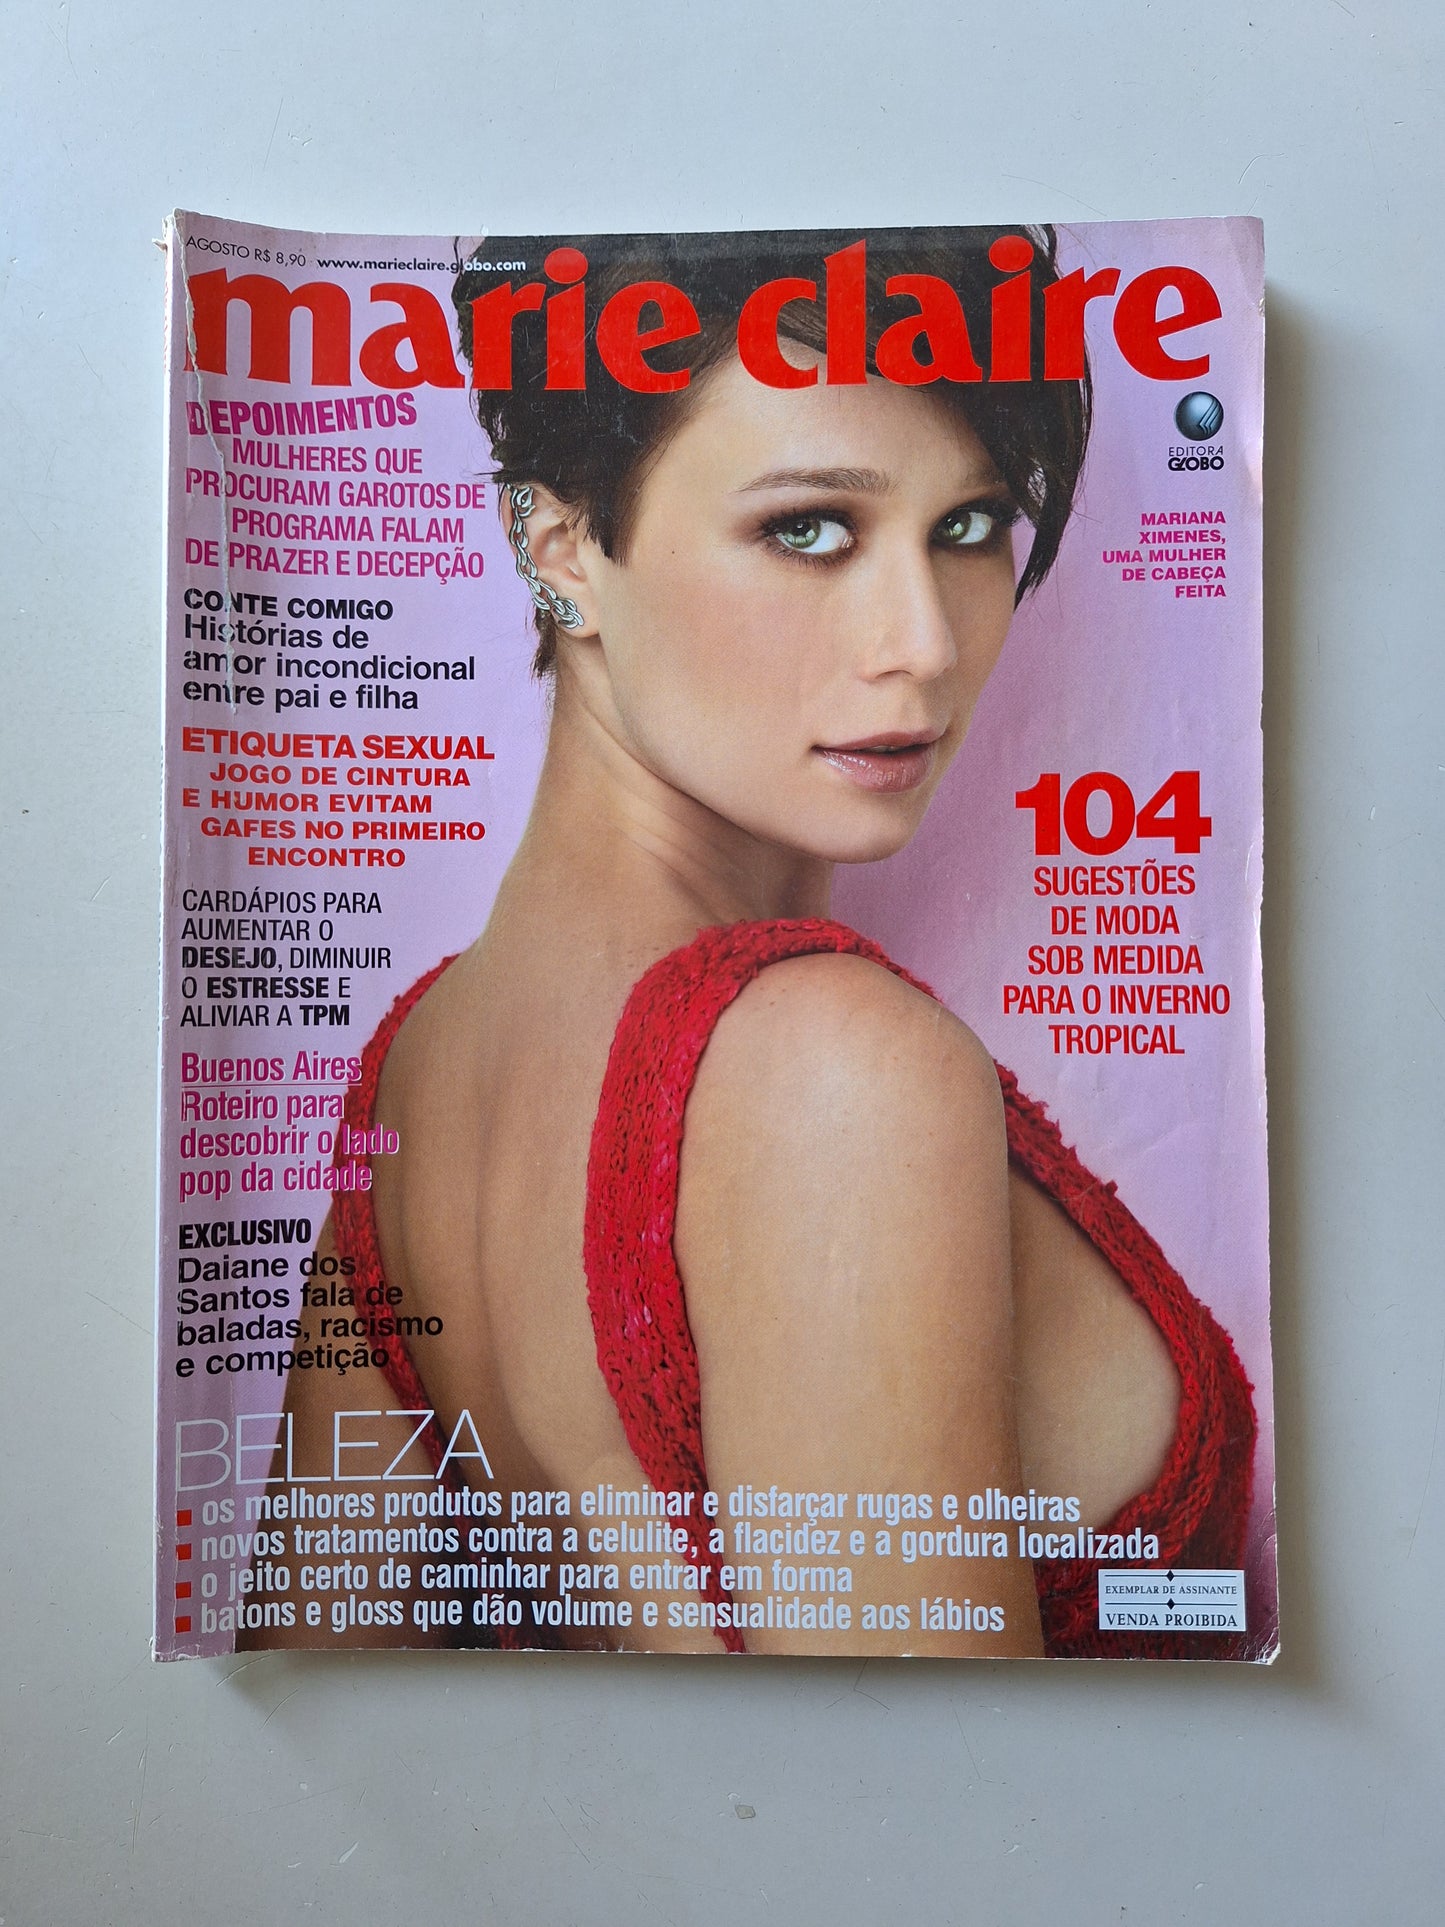 AGOSTO R$ 8,90 www.marieclaire.globo.com
marie claire
DEPOIMENTOS
MULHERES QUE
PROCURAM GAROTOS DE
PROGRAMA FALAM
DE PRAZER E DECEPÇÃO
CONTE COMIGO
Histórias de
amor incondicional
entre pai e filha
ETIQUETA SEXUAL
JOGO DE CINTURA
E HUMOR EVITAM
GAFES NO PRIMEIRO
ENCONTRO
CARDÁPIOS PARA
AUMENTAR O
DESEJO, DIMINUIR
O ESTRESSE E
ALIVIAR A TPM
Buenos Aires
Roteiro para
descobrir o lado
pop da cidade
EXCLUSIVO
Daiane dos
Santos fala de
baladas, racismo
e competição
EDITORA
GLOBO
MARIANA
XIMENES,
UMA MULHER
DE CABEÇA
FEITA
104
SUGESTÕES
DE MODA
SOB MEDIDA
PARA O INVERNO
TROPICAL
BELEZA
os melhores produtos para eliminar e disfarçar rugas e olheiras
novos tratamentos contra a celulite, a flacidez e a gordura localizada
o jeito certo de caminhar para entrar em forma
batons e gloss que dão volume e sensualidade aos lábios
EXEMPLAR DE ASSINANTE
VENDA PROIBIDA